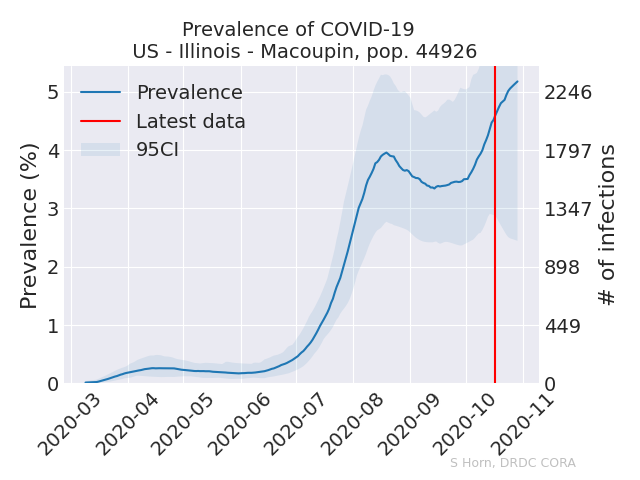 Prevalence of COVID-19
US - Illinois - Macoupin, pop. 44926
Prevalence
Latest data
95CI
Prevalence (%)
5
4
3
2
1
0
2246
1797
1347
898
449
0
# of infections
2020-03
2020-04
2020-05
2020-06
2020-07
2020-08
2020-09
2020-10
2020-11
S Horn, DRDC CORA